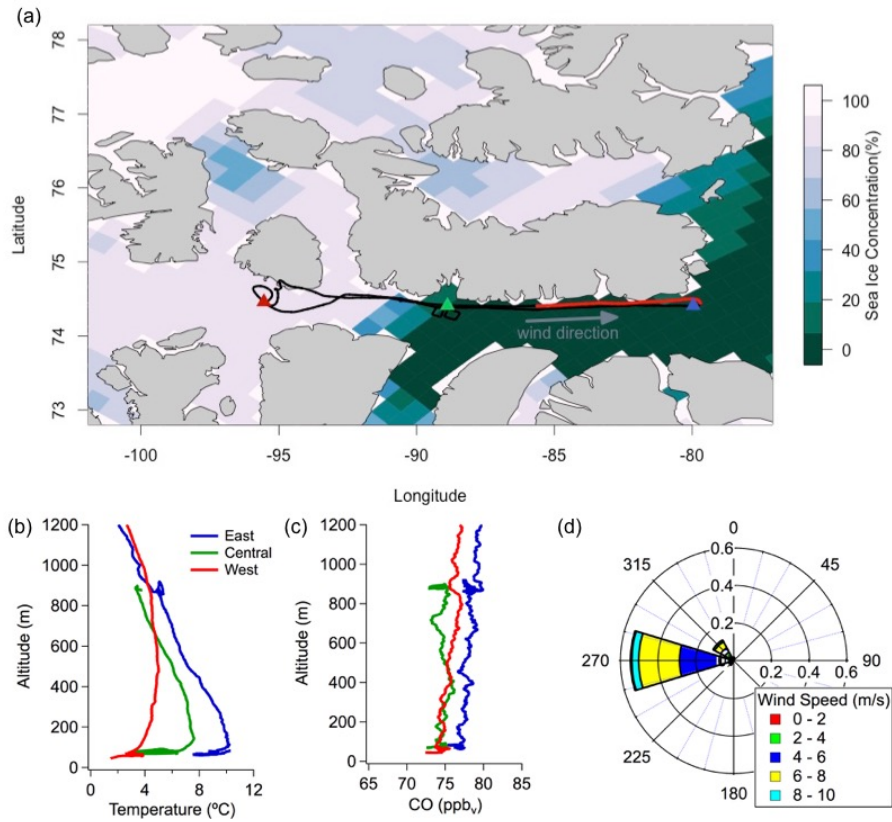 (a)
78
77
76
75
74
73
Latitude
wind direction
-100
-95
-90
-85
-80
Longitude
100
80
60
40
20
0
Sea Ice Concentration(%)
(b)
1200
1000
800
600
400
200
0
Altitude (m)
East
Central
West
0
4
8
12
Temperature (ºC)
(c)
1200
1000
800
600
400
200
0
Altitude (m)
65
70
75
80
85
CO (ppbv)
(d)
0
315
45
0.6
0.4
0.2
270
0.2 0.4 0.6
90
225
180
Wind Speed (m/s)
0 - 2
2 - 4
4 - 6
6 - 8
8 - 10